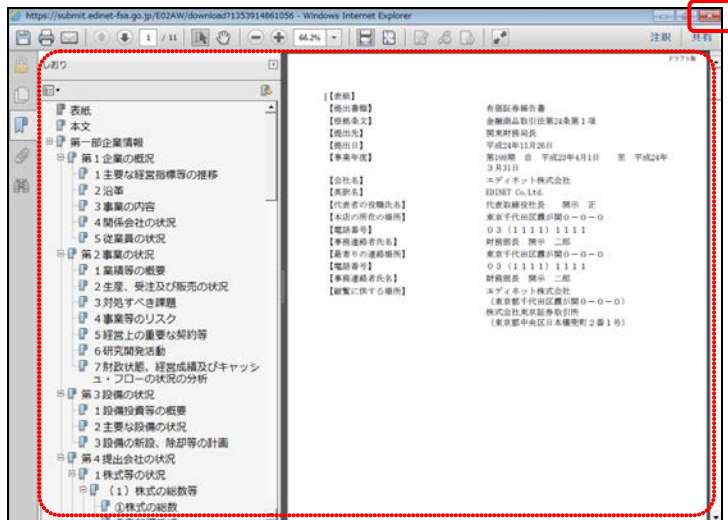 https://submit.edinet-fsa.go.jp/E02AW/download?1353914861056 - Windows Internet Explorer
1 / 11
66.2%
注釈
共有
しおり
表紙
本文
第一部企業情報
第1企業の概況
1主要な経営指標等の推移
2沿革
3事業の内容
4関係会社の状況
5従業員の状況
第2事業の状況
1業績等の概要
2生産、受注及び販売の状況
3対処すべき課題
4事業等のリスク
5経営上の重要な契約等
6研究開発活動
7財政状態、経営成績及びキャッシ
ュ・フローの状況の分析
第3設備の状況
1設備投資等の概要
2主要な設備の状況
3設備の新設、除却等の計画
第4提出会社の状況
1株式等の状況
(1)株式の総数等
①株式の総数
ドラフト版
【表紙】
【提出書類】 有価証券報告書
【根拠条文】 金融商品取引法第24条第1項
【提出先】 関東財務局長
【提出日】 平成24年11月26日
【事業年度】 第108期 自 平成23年4月1日 至 平成24年
3月31日
【会社名】 エディネット株式会社
【英訳名】 EDINET Co.Ltd.
【代表者の役職氏名】 代表取締役社長 開示 正
【本店の所在の場所】 東京千代田区霞が関0-0-0
【電話番号】 03(1111)1111
【事務連絡者氏名】 財務部長 開示 二郎
【最寄りの連絡場所】 東京千代田区霞が関0-0-0
【電話番号】 03(1111)1111
【事務連絡者氏名】 財務部長 開示 二郎
【縦覧に供する場所】 エディネット株式会社
(東京都千代田区霞が関0-0-0)
株式会社東京証券取引所
(東京都中央区日本橋兜町2番1号)